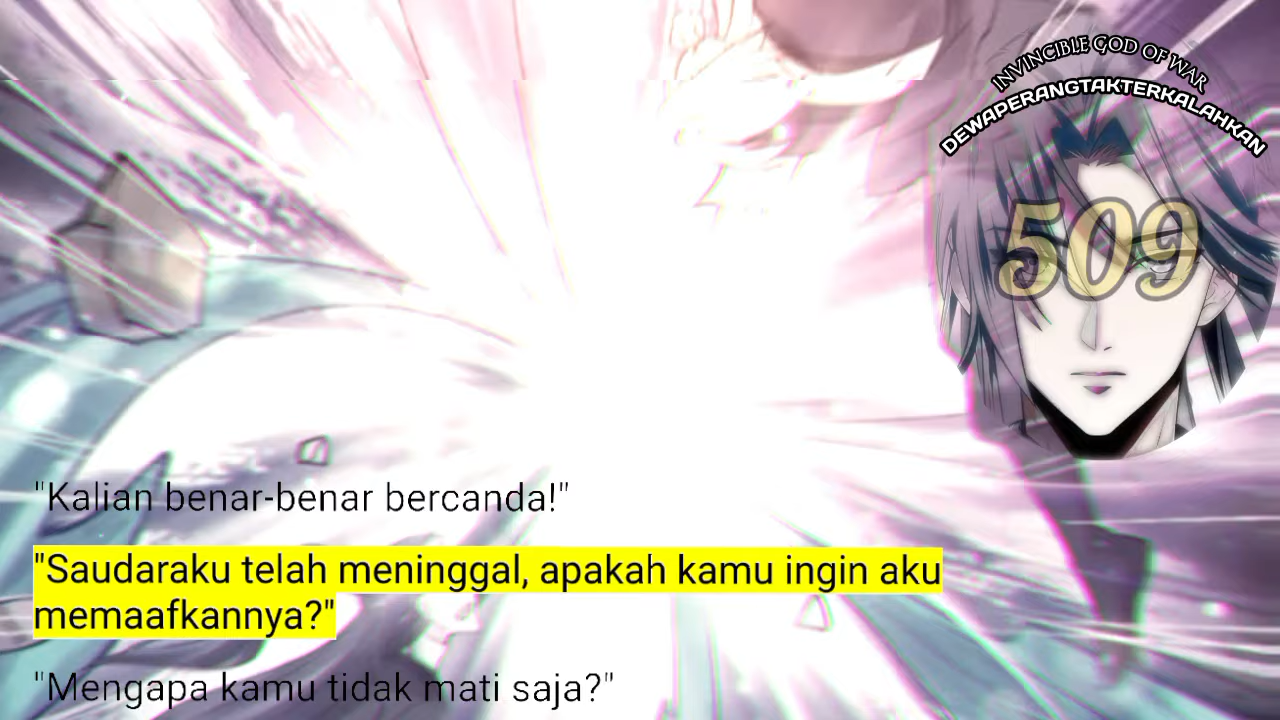 INVINCIBLE GOD OF WAR
DEWAPERANGTAKTERKALAHKAN
509
"Kalian benar-benar bercanda!"
"Saudaraku telah meninggal, apakah kamu ingin aku
memaafkannya?"
"Mengapa kamu tidak mati saja?"